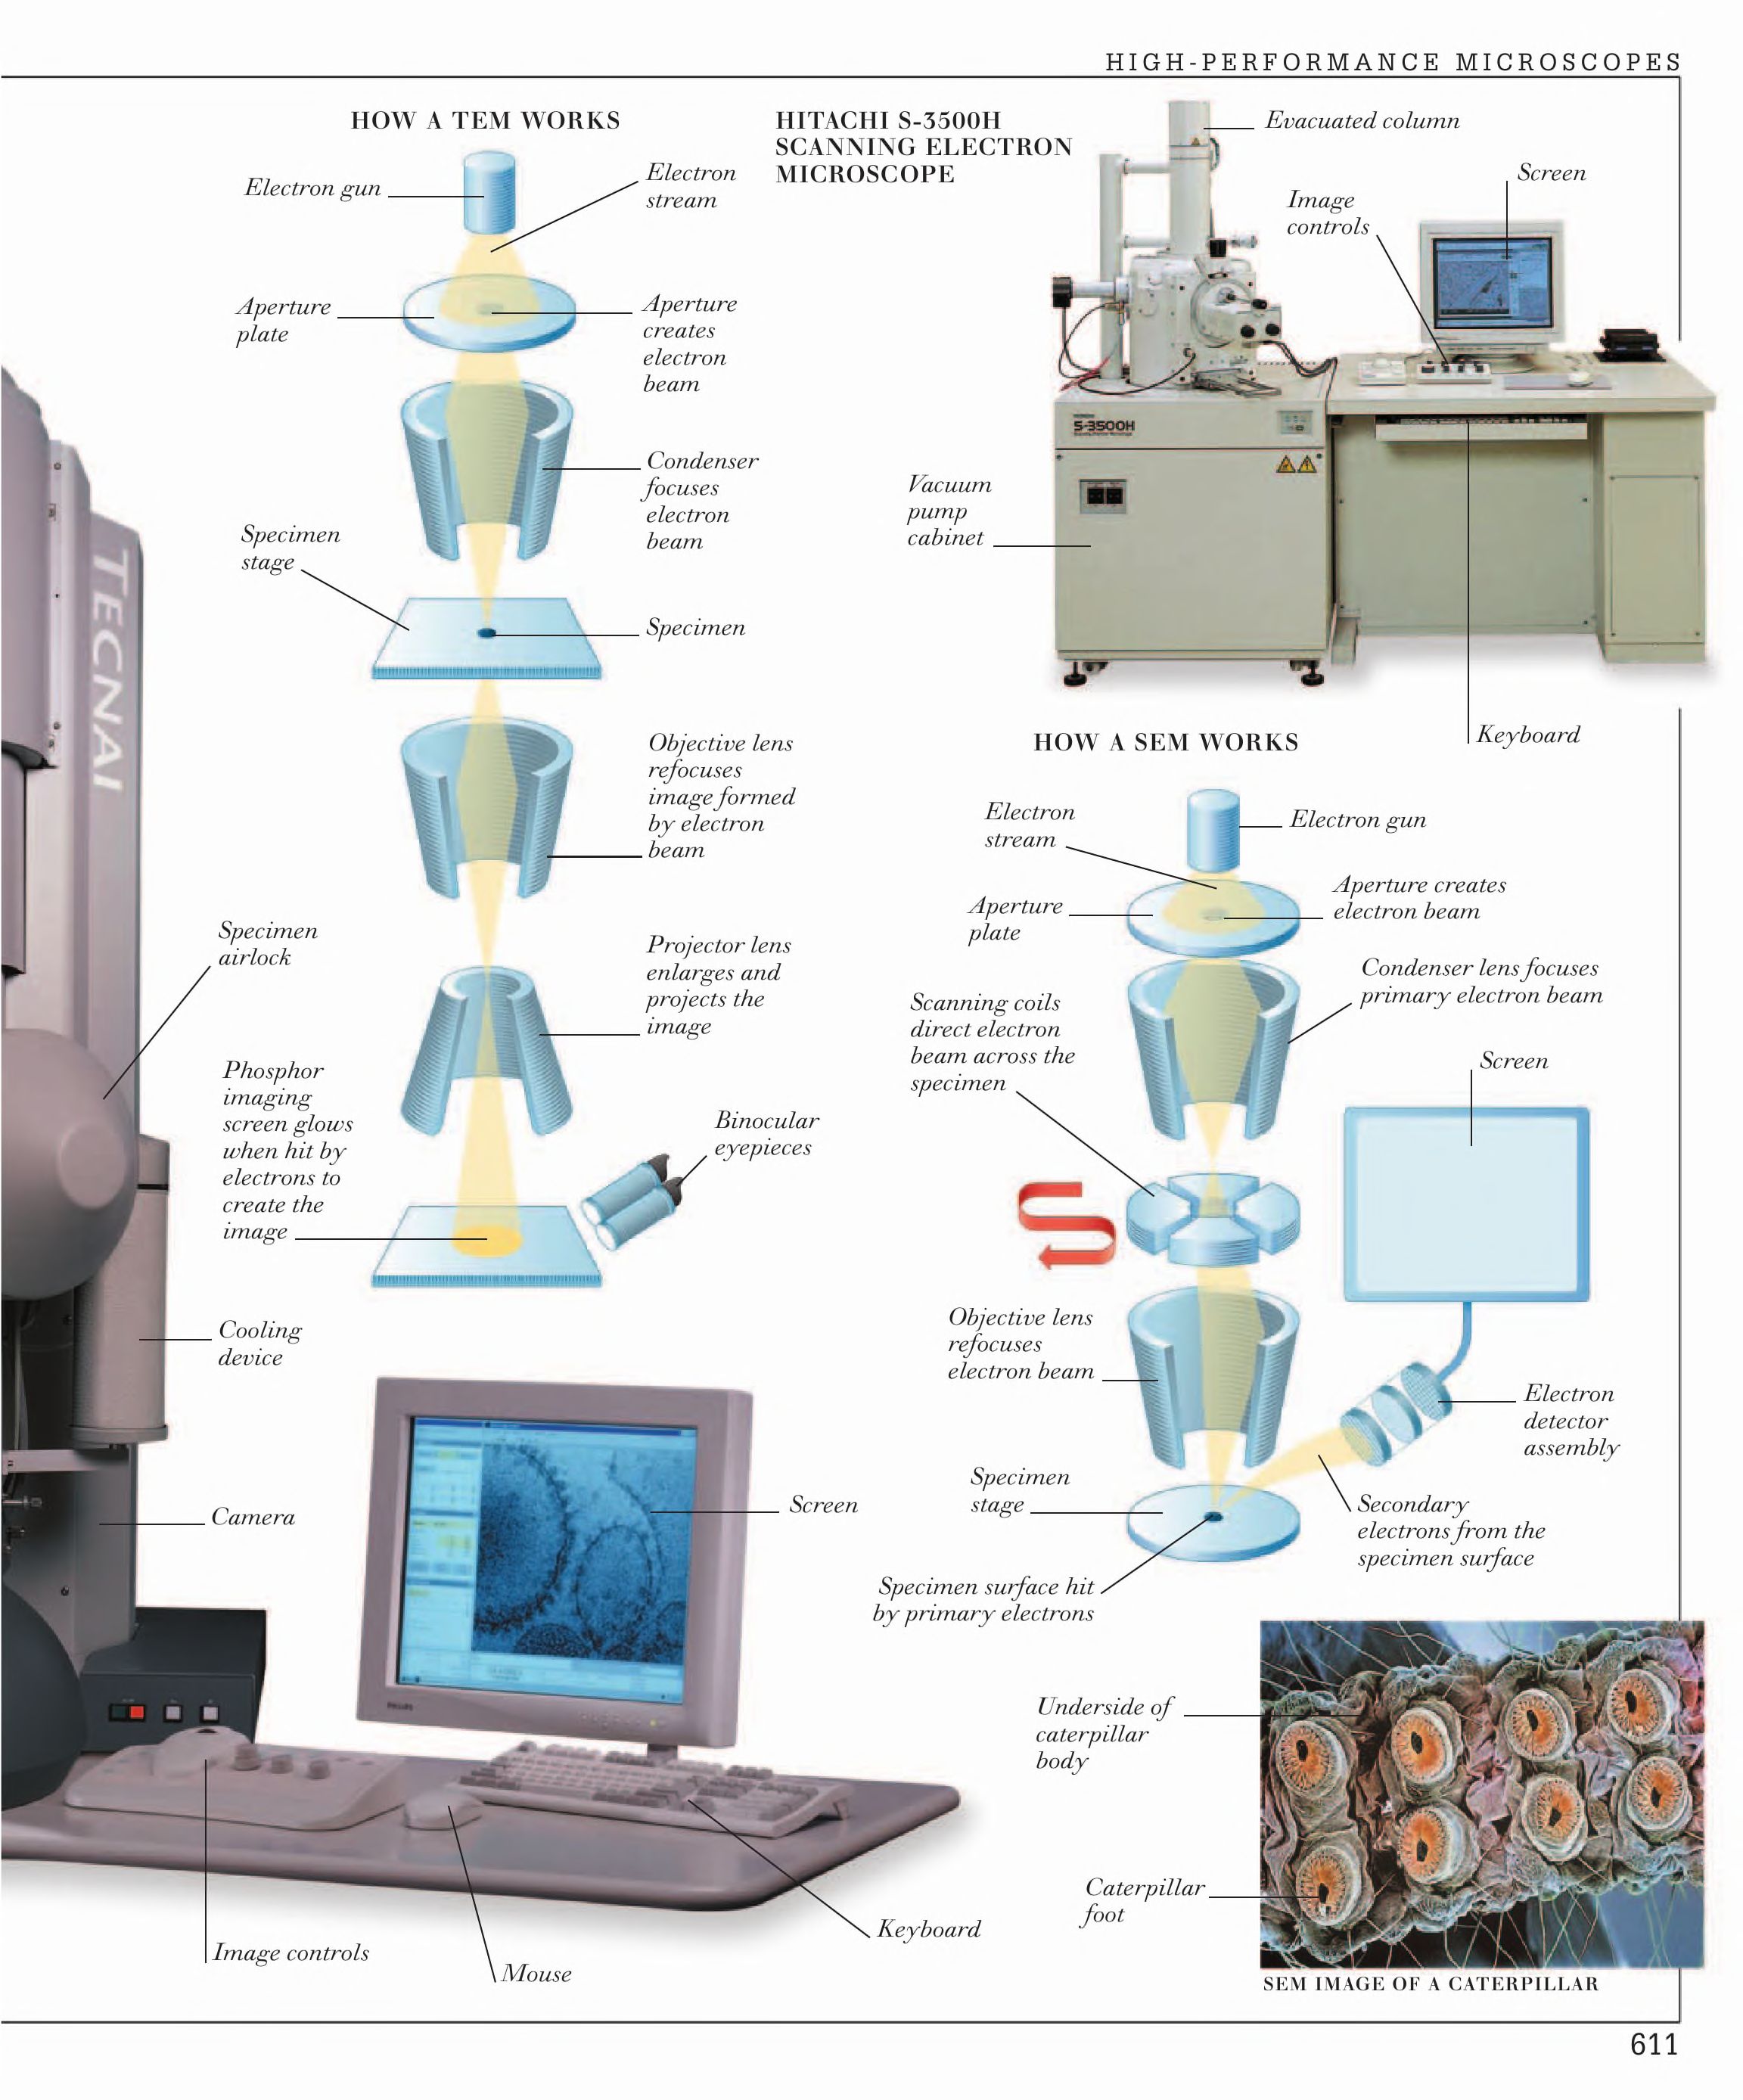 HIGH-PERFORMANCE MICROSCOPES
HOW A TEM WORKS
Electron gun
Electron
stream
Aperture
plate
Aperture
creates
electron
beam
Condenser
focuses
electron
beam
Specimen
stage
Specimen
Objective lens
refocuses
image formed
by electron
beam
Projector lens
enlarges and
projects the
image
Phosphor
imaging
screen glows
when hit by
electrons to
create the
image
Binocular
eyepieces
TECNAI
Specimen
airlock
Cooling
device
Camera
Screen
PHILIPS
Image controls
Mouse
Keyboard
HITACHI S-3500H
SCANNING ELECTRON
MICROSCOPE
Evacuated column
Screen
Image
controls
HITACHI
S-3500H
Vacuum
pump
cabinet
Keyboard
HOW A SEM WORKS
Electron
stream
Electron gun
Aperture
plate
Aperture creates
electron beam
Condenser lens focuses
primary electron beam
Scanning coils
direct electron
beam across the
specimen
Screen
Objective lens
refocuses
electron beam
Electron
detector
assembly
Specimen
stage
Secondary
electrons from the
specimen surface
Specimen surface hit
by primary electrons
Underside of
caterpillar
body
Caterpillar
foot
SEM IMAGE OF A CATERPILLAR
611